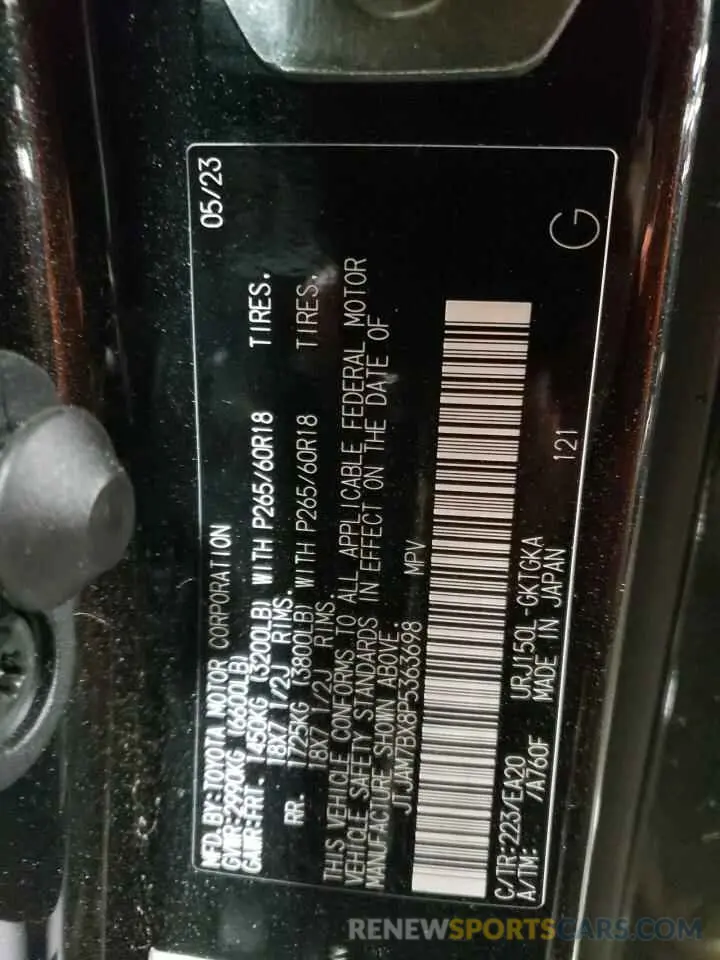 MFD.BY:TOYOTA MOTOR CORPORATION 05/23
GVWR:2990KG (6600LB)
GAWR:FRT. 1450KG (3200LB) WITH P265/60R18 TIRES.
18X7 1/2J RIMS.
RR. 1725KG (3800LB) WITH P265/60R18 TIRES.
18X7 1/2J RIMS.
THIS VEHICLE CONFORMS TO ALL APPLICABLE FEDERAL MOTOR
VEHICLE SAFETY STANDARDS IN EFFECT ON THE DATE OF
MANUFACTURE SHOWN ABOVE.
JTJAM7BX8P5363698 MPV
C/TR:223/EA20 URJ150L-GKTGKA 121
A/TM: /A760F MADE IN JAPAN
G
RENEWSPORTSCARS.COM